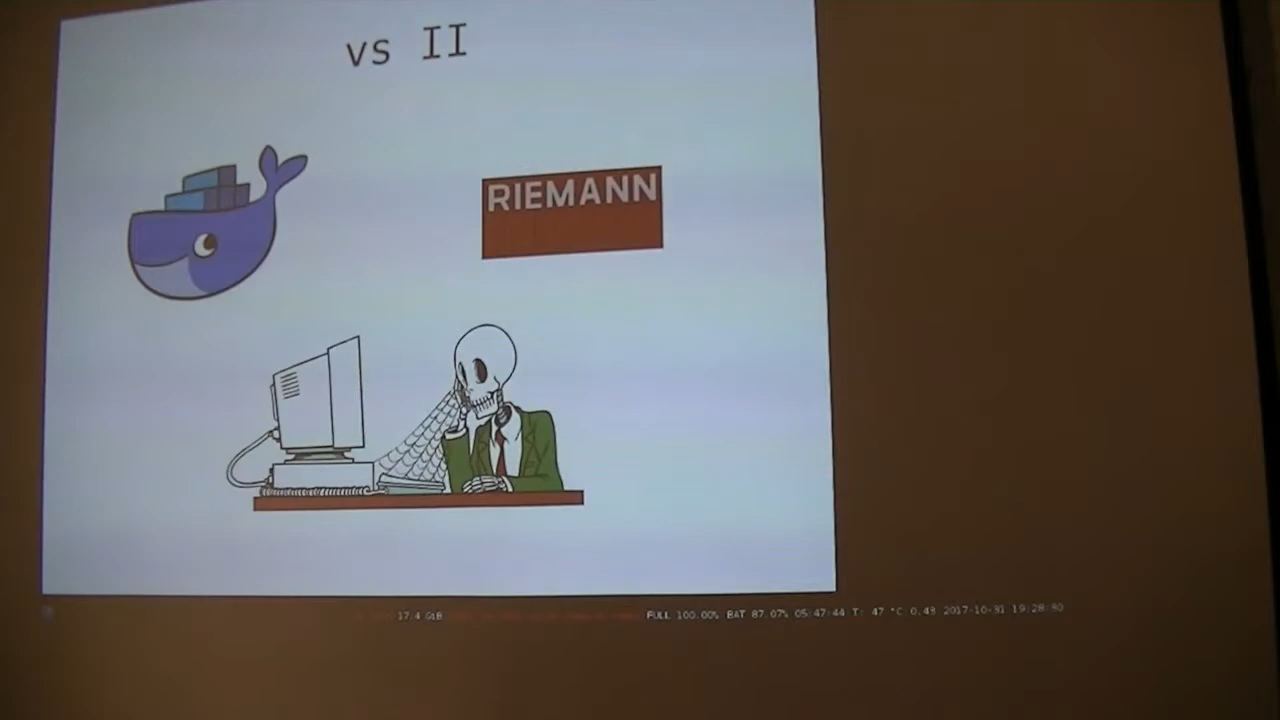 vs II
RIEMANN
17.4 GiB FULL 100.00% BAT 87.07% 05:47:44 T: 47 °C 0.43 2017-10-31 19:28:30